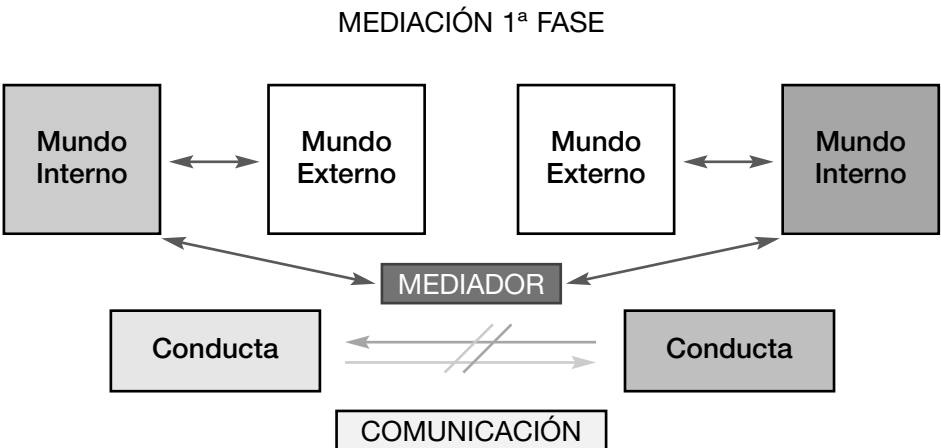 MEDIACIÓN 1ª FASE
Mundo
Interno
Mundo
Externo
Mundo
Externo
Mundo
Interno
MEDIADOR
Conducta
Conducta
COMUNICACIÓN